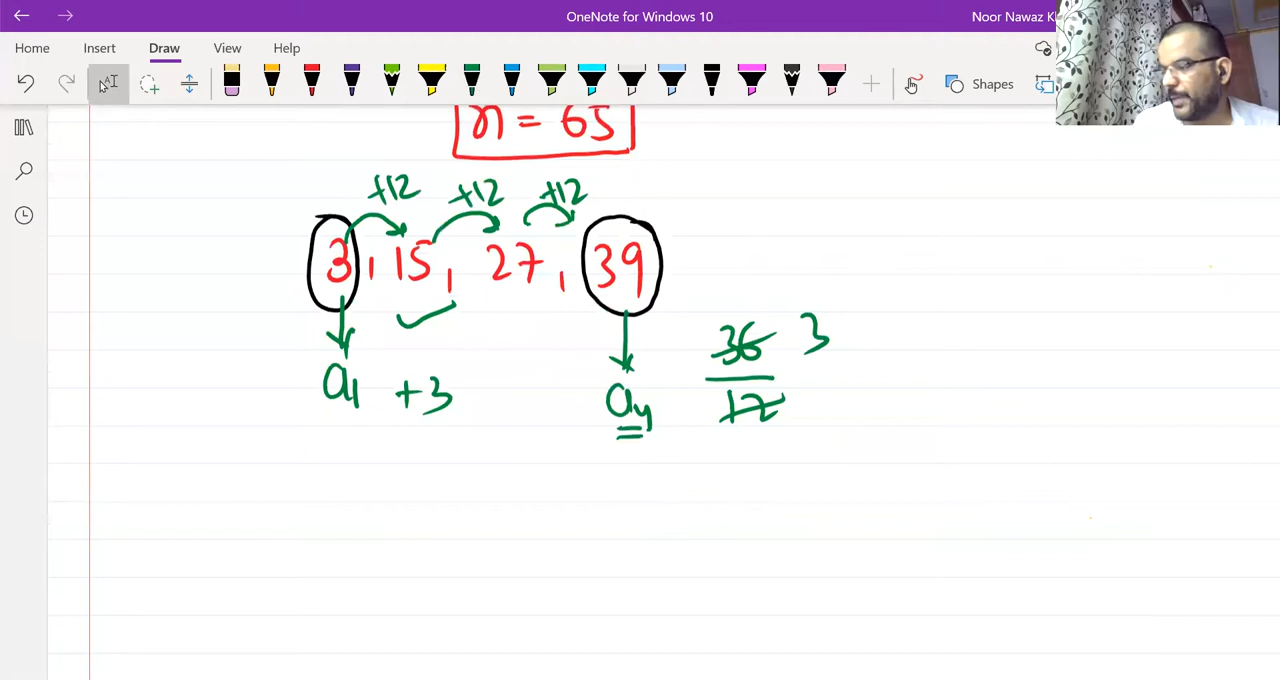 OneNote for Windows 10
Noor Nawaz K
Home Insert Draw View Help
Shapes
n = 65
+12 +12 +12
3, 15, 27, 39
36 3
12
a1 +3 a4